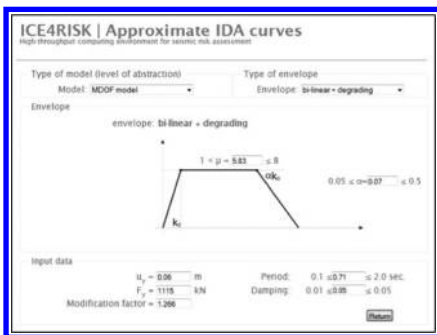 ICE4RISK | Approximate IDA curves
High-throughput computing environment for seismic risk assessment
Type of model (level of abstraction)
Model: MDOF model
Type of envelope
Envelope: bi-linear + degrading
Envelope
envelope: bi-linear + degrading
1 < μ = 5.83 ≤ 8
αkₑ
0.05 ≤ α=0.07 ≤ 0.5
kₑ
Input data
uᵧ = 0.06 m
Period: 0.1 ≤0.71 ≤ 2.0 sec.
Fᵧ = 1115 kN
Damping: 0.01 ≤0.05 ≤ 0.05
Modification factor = 1.266
Return